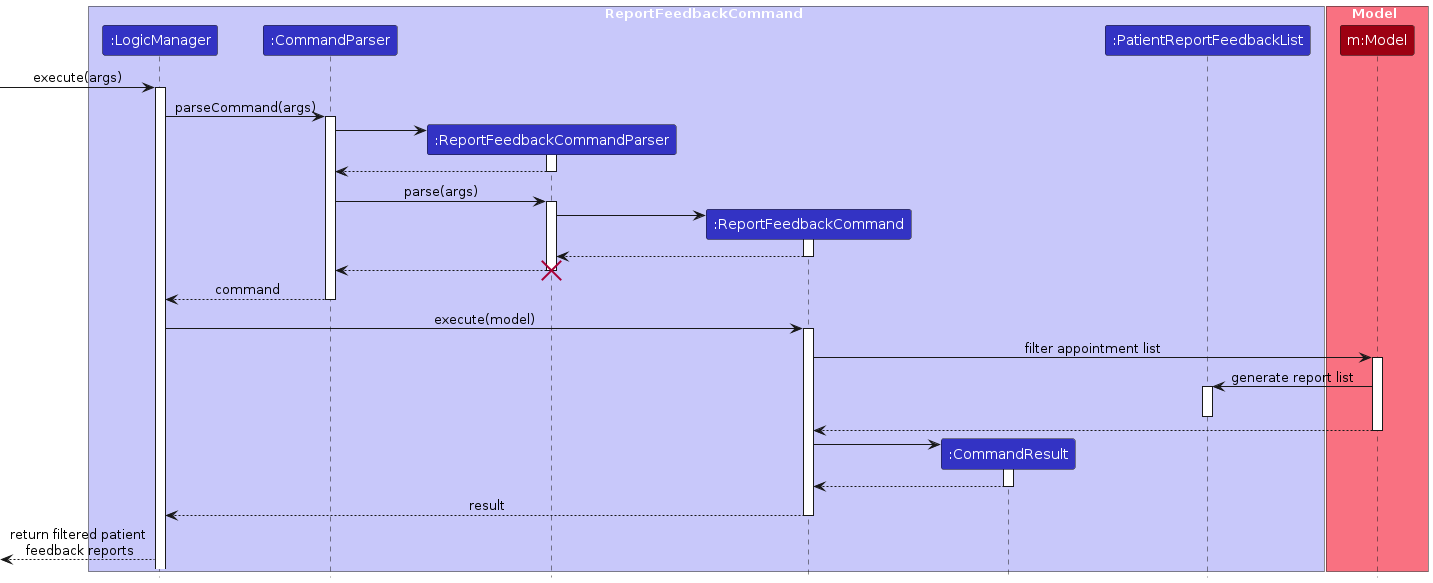 ReportFeedbackCommand
Model
:LogicManager
:CommandParser
:PatientReportFeedbackList
m:Model
execute(args)
parseCommand(args)
:ReportFeedbackCommandParser
parse(args)
:ReportFeedbackCommand
command
execute(model)
filter appointment list
generate report list
:CommandResult
result
return filtered patient
feedback reports